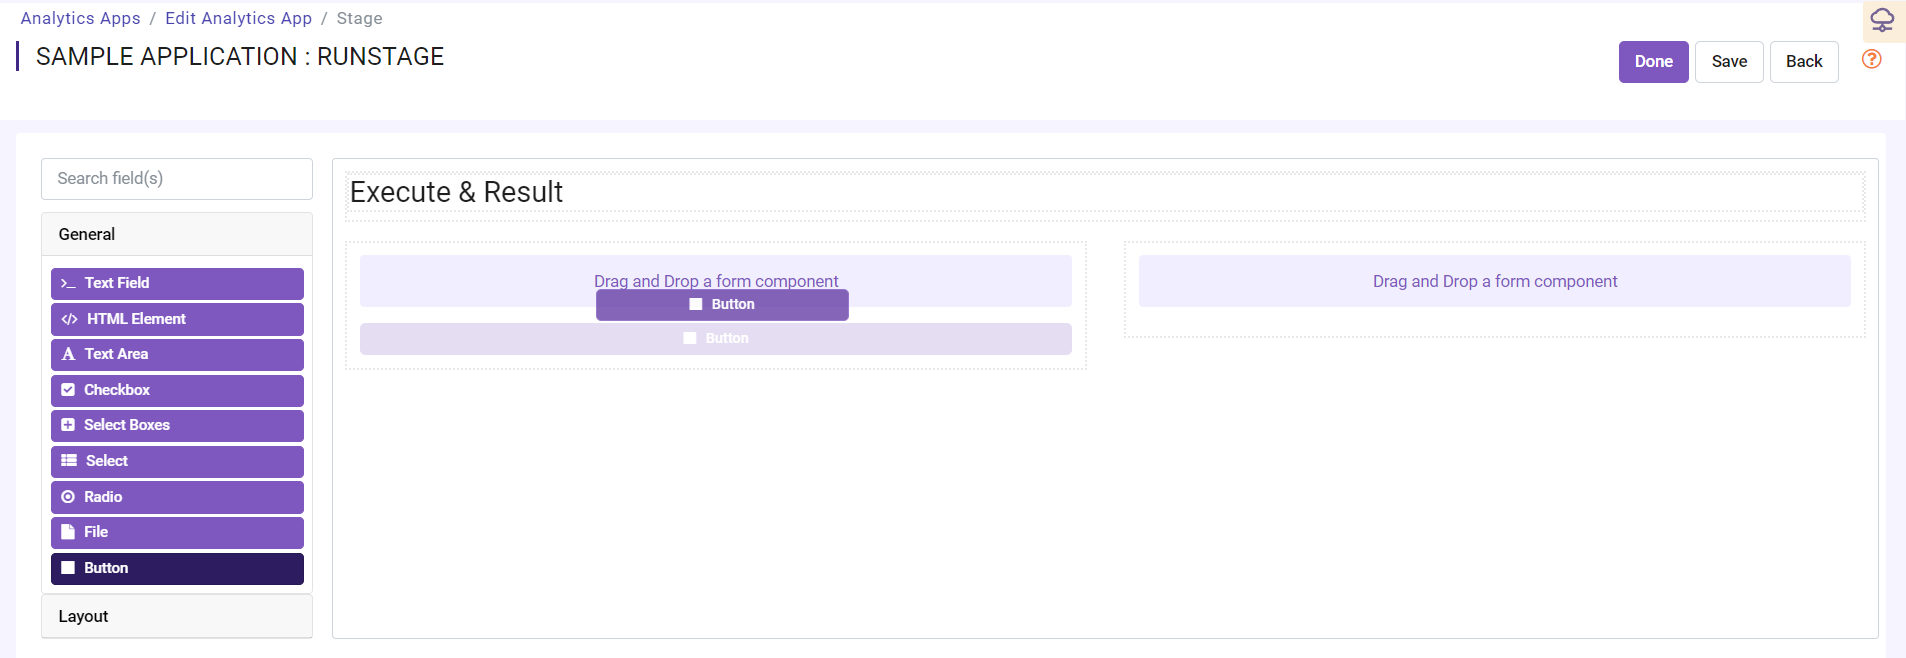 Analytics Apps / Edit Analytics App / Stage
SAMPLE APPLICATION : RUNSTAGE
Done Save Back
Search field(s)
General
Text Field
HTML Element
Text Area
Checkbox
Select Boxes
Select
Radio
File
Button
Layout
Execute & Result
Drag and Drop a form component
Button
Button
Drag and Drop a form component